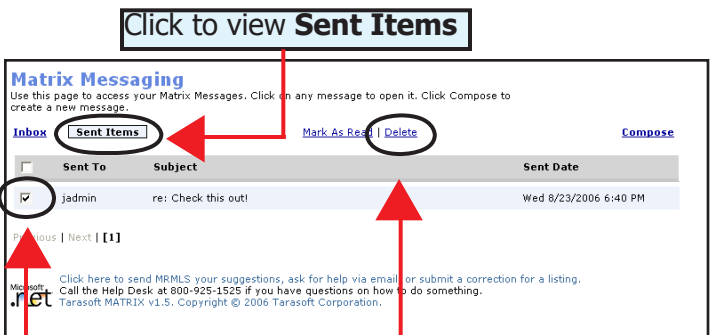 Click to view Sent Items
Matrix Messaging
Use this page to access your Matrix Messages. Click on any message to open it. Click Compose to
create a new message.
Inbox Sent Items Mark As Read | Delete Compose
Sent To Subject Sent Date
jadmin re: Check this out! Wed 8/23/2006 6:40 PM
Previous | Next | [1]
Click here to send MRMLS your suggestions, ask for help via email, or submit a correction for a listing.
Microsoft .net Call the Help Desk at 800-925-1525 if you have questions on how to do something.
Tarasoft MATRIX v1.5. Copyright © 2006 Tarasoft Corporation.